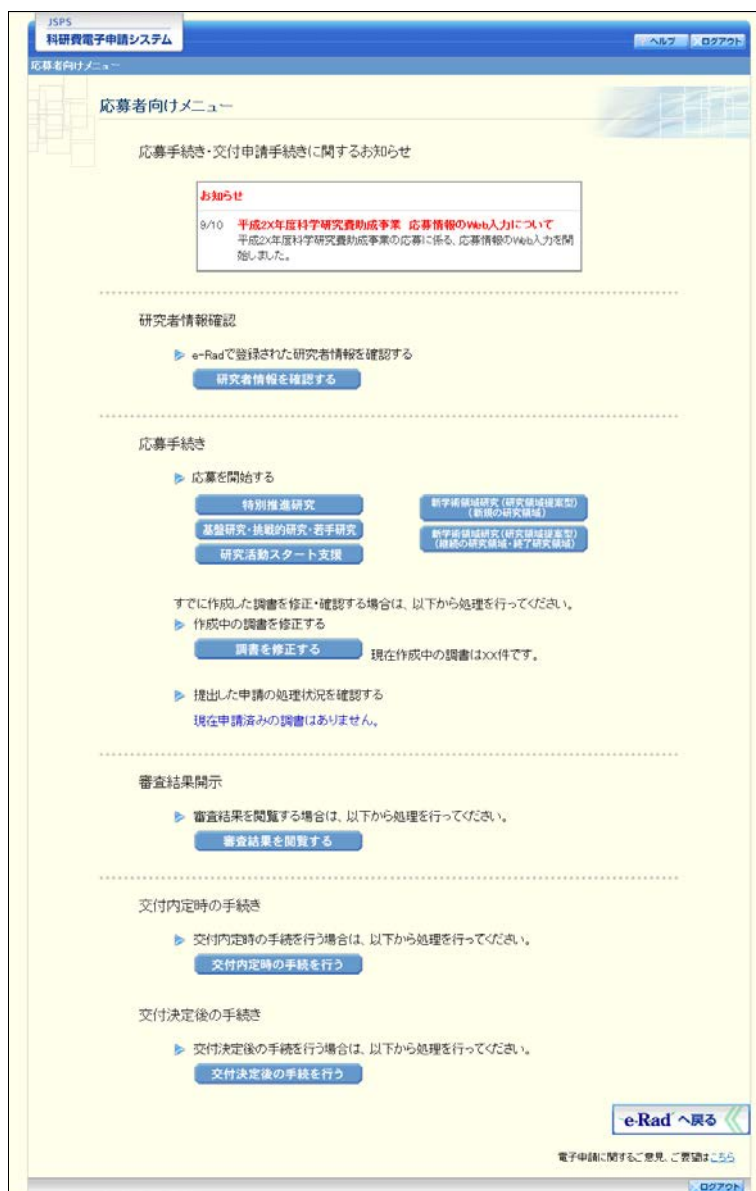 JSPS
科研費電子申請システム
ヘルプ ログアウト
応募者向けメニュー
応募者向けメニュー
応募手続き・交付申請手続きに関するお知らせ
お知らせ
9/10 平成2X年度科学研究費助成事業 応募情報のWeb入力について
平成2X年度科学研究費助成事業の応募に係る、応募情報のWeb入力を開
始しました。
研究者情報確認
e-Radで登録された研究者情報を確認する
研究者情報を確認する
応募手続き
応募を開始する
特別推進研究
新学術領域研究(研究領域提案型)
(新規の研究領域)
基盤研究・挑戦的研究・若手研究
新学術領域研究(研究領域提案型)
(継続の研究領域・終了研究領域)
研究活動スタート支援
すでに作成した調書を修正・確認する場合は、以下から処理を行ってください。
作成中の調書を修正する
調書を修正する 現在作成中の調書はXX件です。
提出した申請の処理状況を確認する
現在申請済みの調書はありません。
審査結果開示
審査結果を閲覧する場合は、以下から処理を行ってください。
審査結果を閲覧する
交付内定時の手続き
交付内定時の手続を行う場合は、以下から処理を行ってください。
交付内定時の手続を行う
交付決定後の手続き
交付決定後の手続を行う場合は、以下から処理を行ってください。
交付決定後の手続を行う
e-Rad へ戻る
電子申請に関するご意見、ご要望はこちら
ログアウト